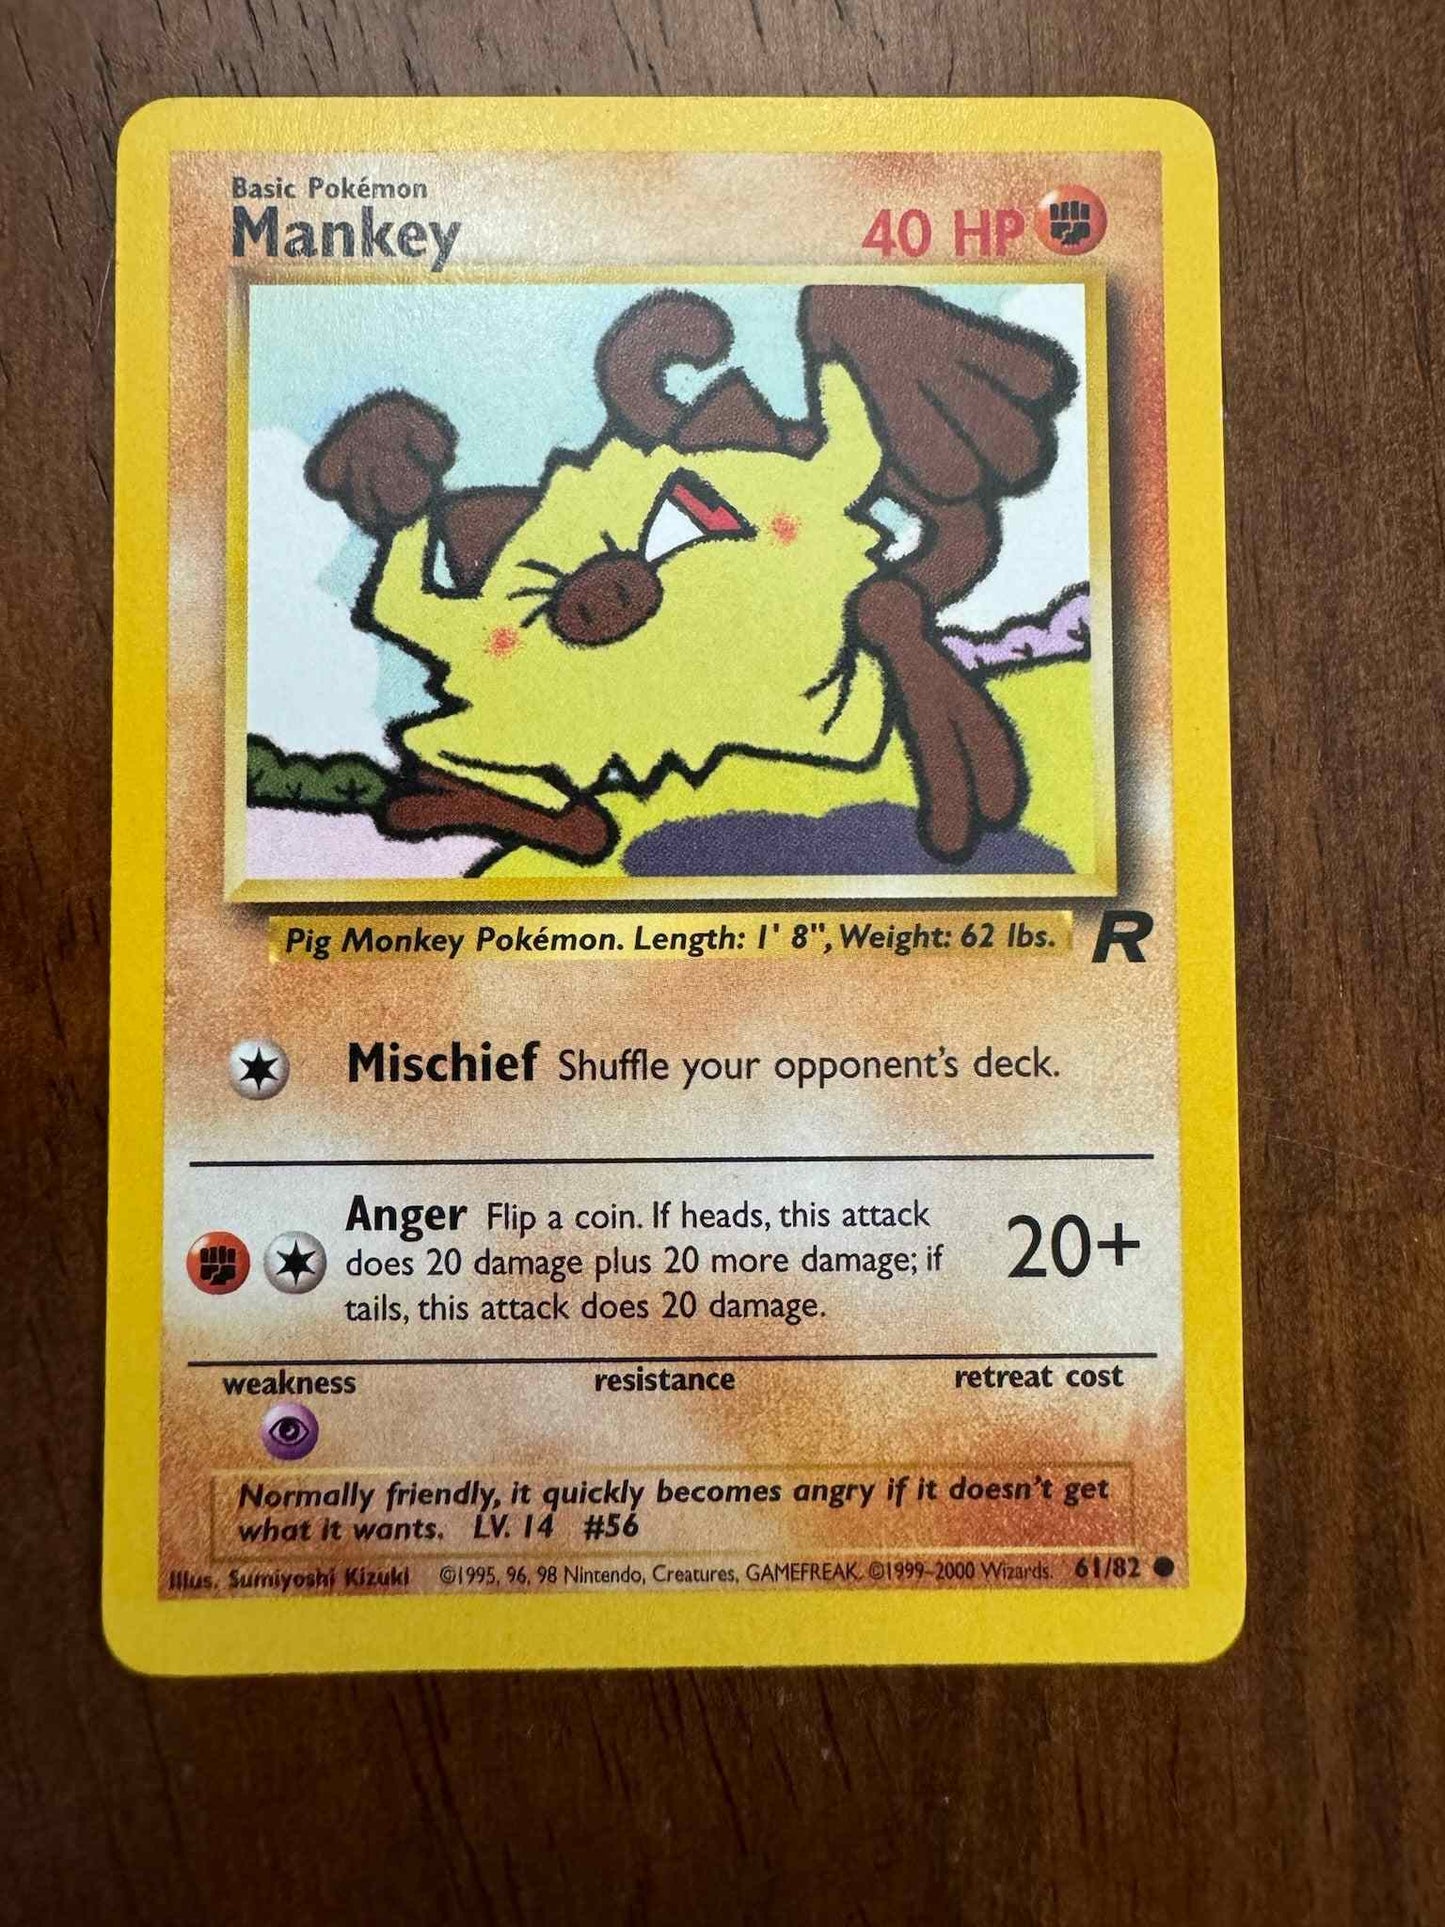 Basic Pokémon
Mankey
40 HP
Pig Monkey Pokémon. Length: 1' 8", Weight: 62 lbs.
R
Mischief Shuffle your opponent's deck.
Anger Flip a coin. If heads, this attack
does 20 damage plus 20 more damage; if
tails, this attack does 20 damage.
20+
weakness resistance retreat cost
Normally friendly, it quickly becomes angry if it doesn't get
what it wants. LV. 14 #56
Illus. Sumiyoshi Kizuki ©1995, 96, 98 Nintendo, Creatures, GAMEFREAK. ©1999-2000 Wizards. 61/82